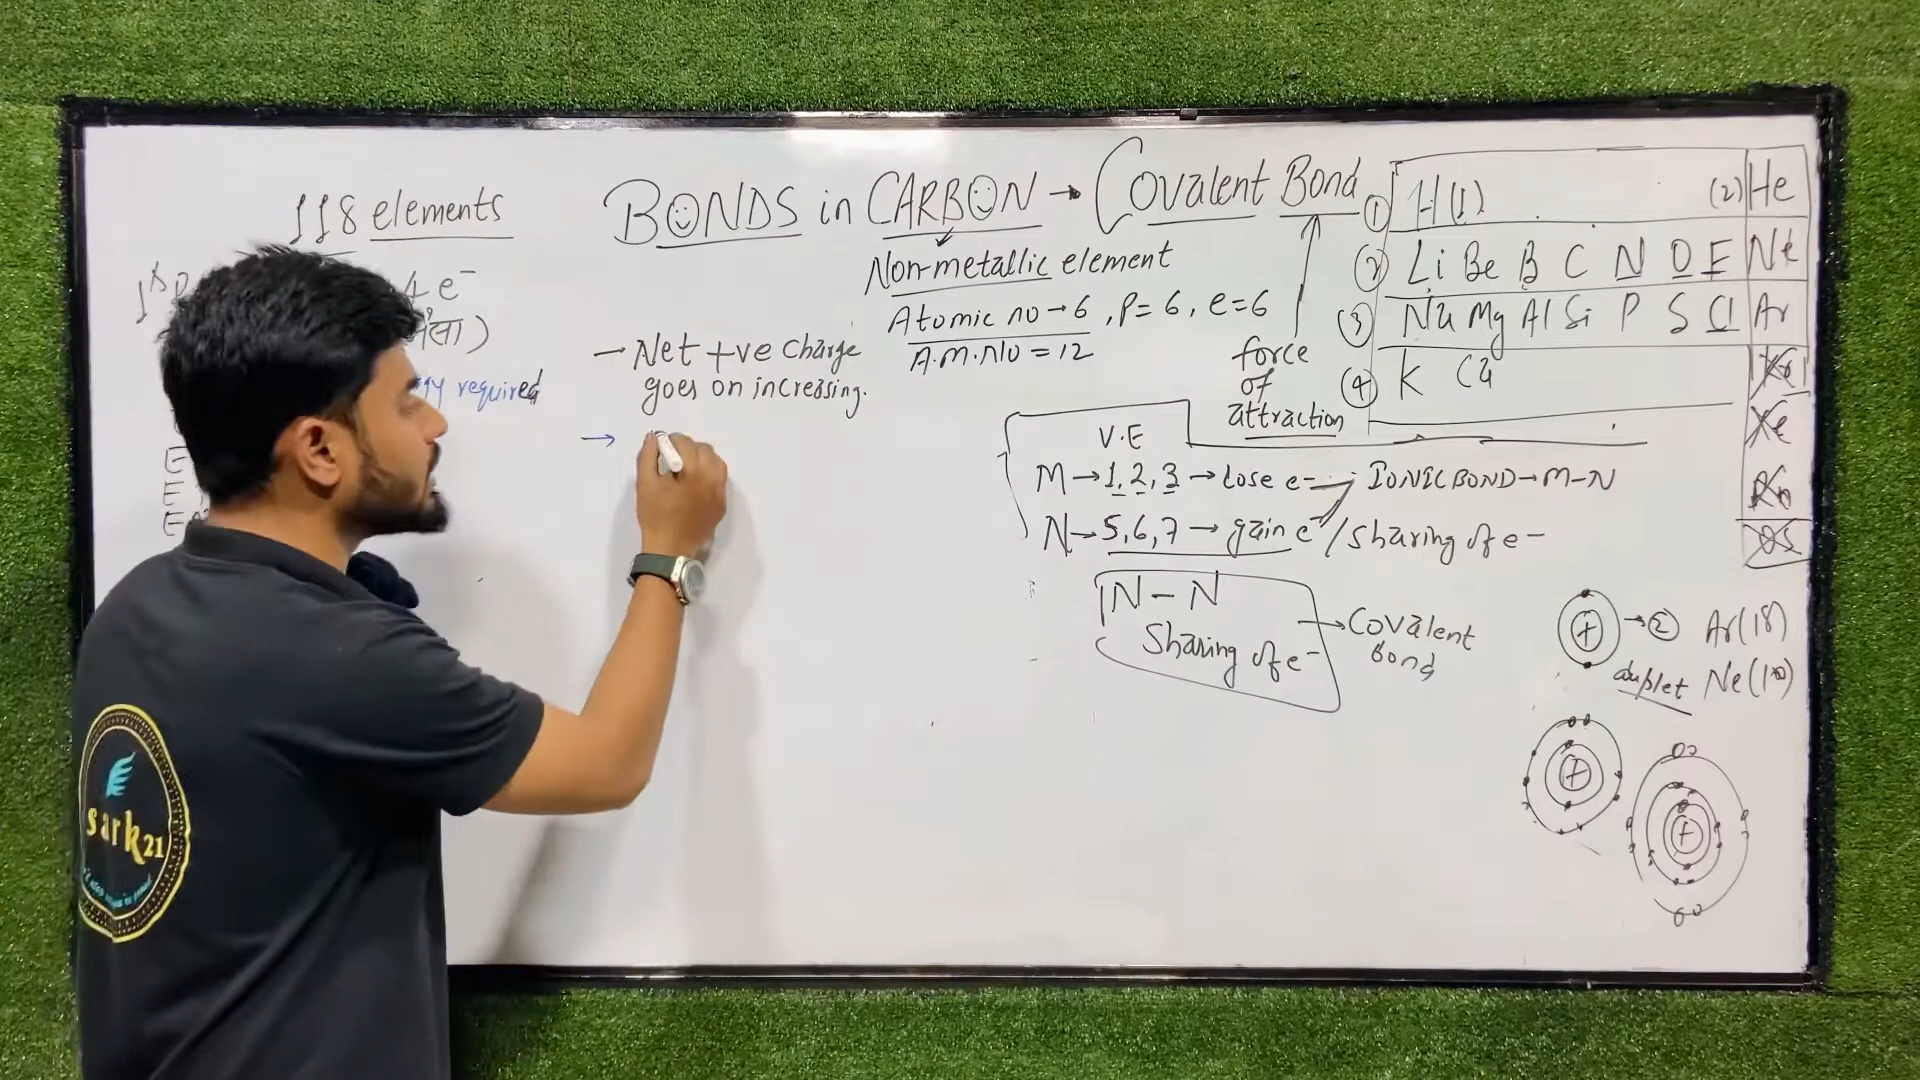 118 elements
4 e⁻
required
E
E
BONDS in CARBON → Covalent Bond
Non-metallic element
Atomic no → 6, P = 6, e = 6
A.m.No = 12
→ Net +ve charge
goes on increasing.
→
force
of
attraction
① H(1) (2) He
② Li Be B C N O F Ne
(3) Na Mg Al Si P S Cl Ar
④ K Ca
Xe
Rn
V.E
M → 1, 2, 3 → Lose e- IONIC BOND → M-N
N → 5, 6, 7 → gain e⁻ / sharing of e-
N - N
Sharing of e⁻
→ Covalent
Bond
+ → ② Ar(18)
duplet Ne(10)
+
+
sark21